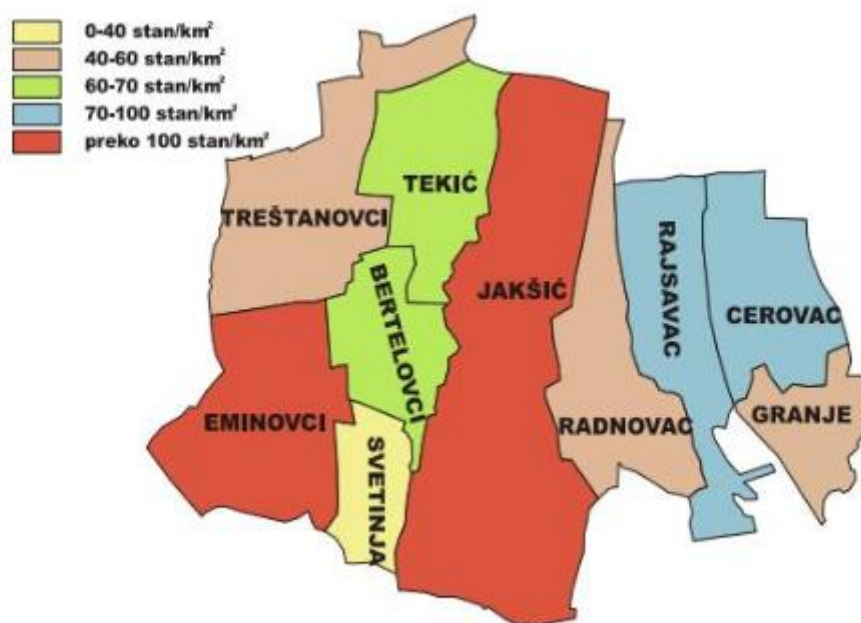 0-40 stan/km²
40-60 stan/km²
60-70 stan/km²
70-100 stan/km²
preko 100 stan/km²
TEKIĆ
TREŠTANOVCI
RAJSAVAC
BERTELOVCI
JAKŠIĆ
CEROVAC
EMINOVCI
RADNOVAC
GRANJE
SVETINJA